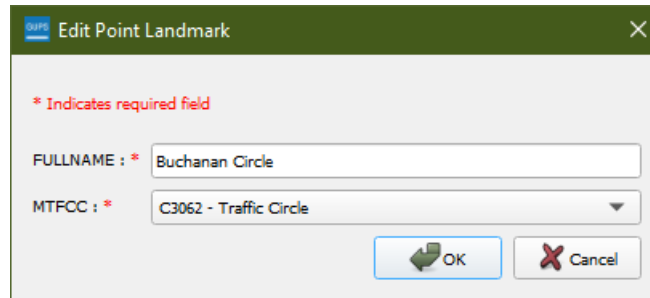 GUPS Edit Point Landmark
* Indicates required field
FULLNAME : * Buchanan Circle
MTFCC : * C3062 - Traffic Circle
OK Cancel